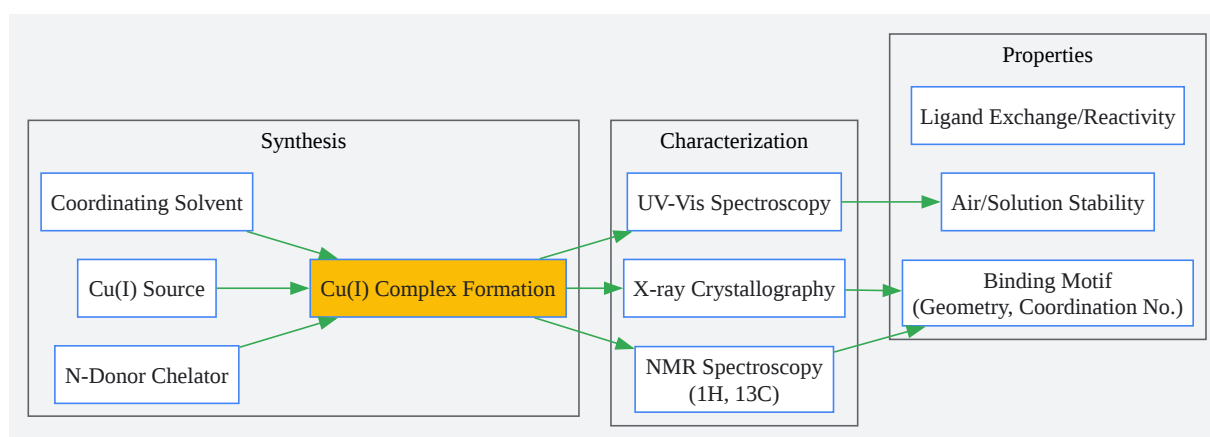 Synthesis
Coordinating Solvent
Cu(I) Source
N-Donor Chelator
Cu(I) Complex Formation
Characterization
UV-Vis Spectroscopy
X-ray Crystallography
NMR Spectroscopy
(1H, 13C)
Properties
Ligand Exchange/Reactivity
Air/Solution Stability
Binding Motif
(Geometry, Coordination No.)